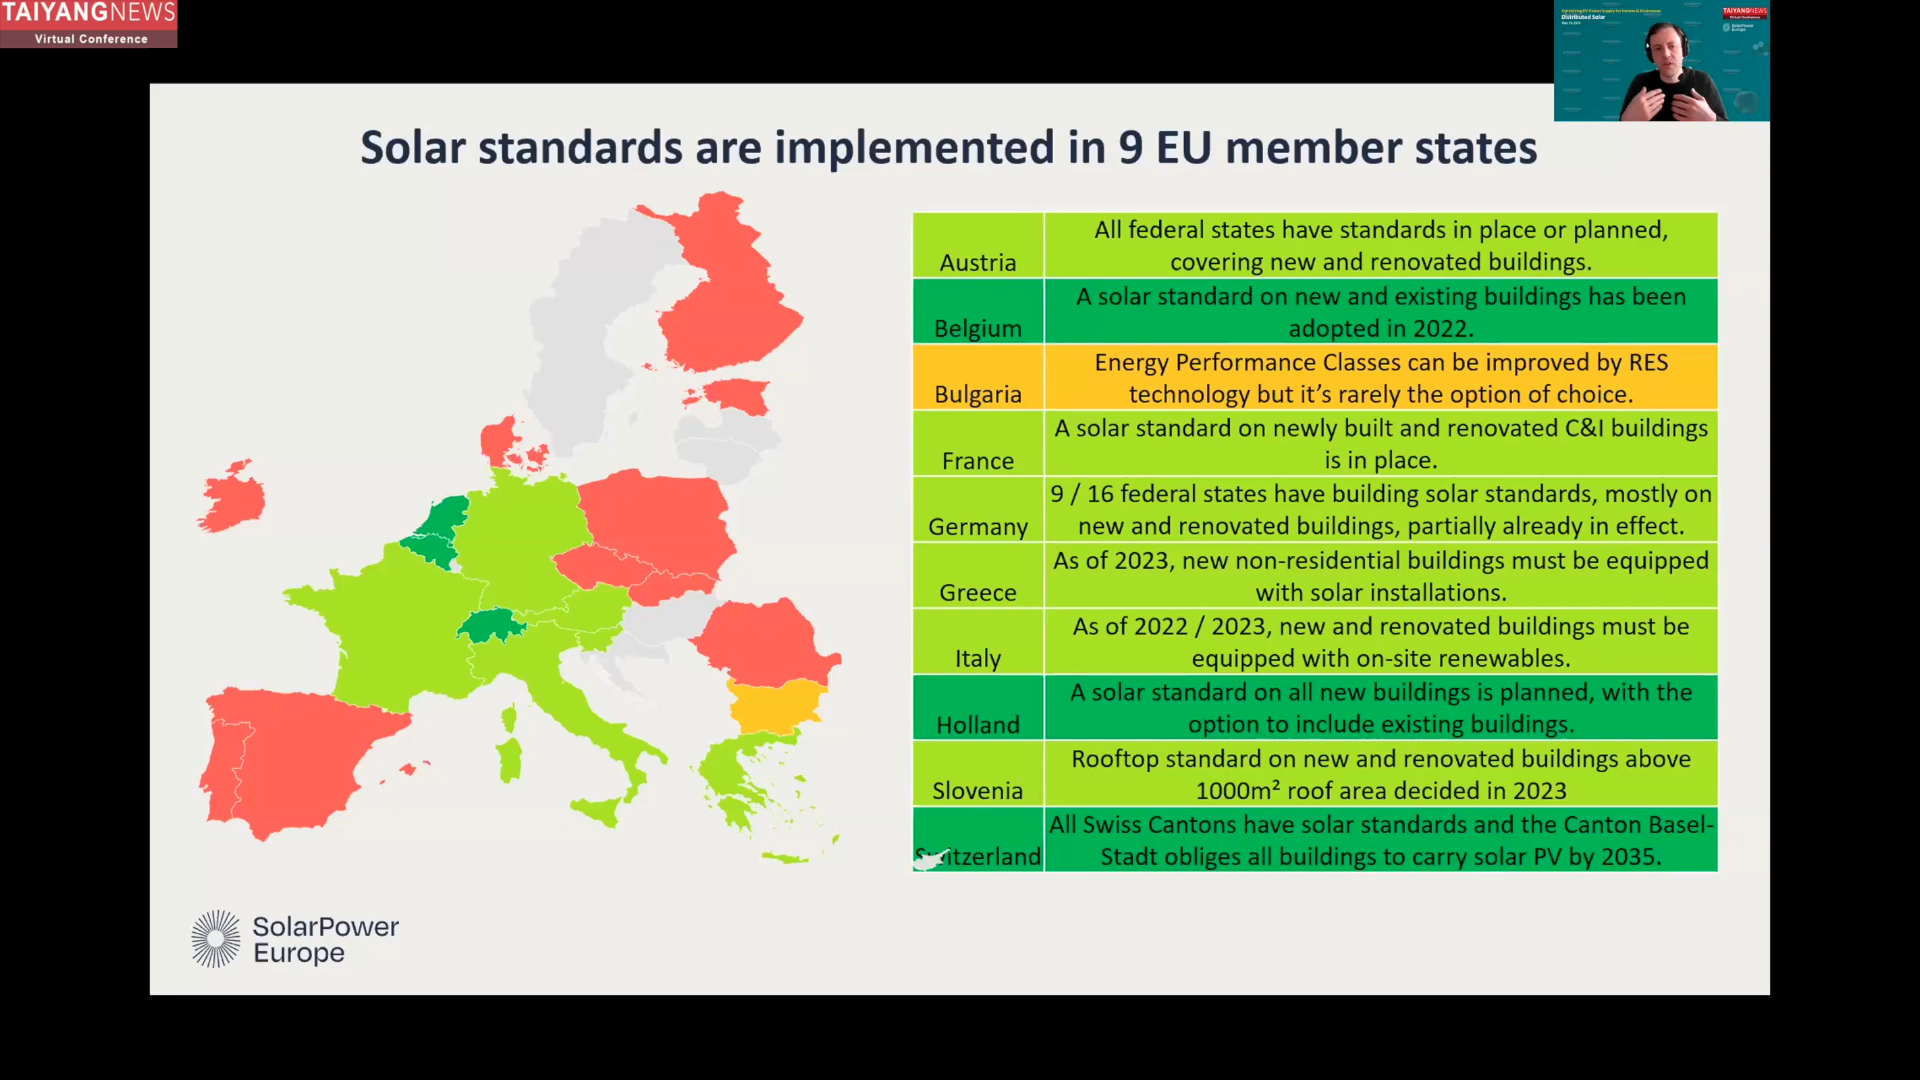 TAIYANGNEWS
Virtual Conference
Distributed Solar
TAIYANGNEWS
Virtual Conference
SolarPower
Europe
Solar standards are implemented in 9 EU member states
Austria
All federal states have standards in place or planned,
covering new and renovated buildings.
Belgium
A solar standard on new and existing buildings has been
adopted in 2022.
Bulgaria
Energy Performance Classes can be improved by RES
technology but it’s rarely the option of choice.
France
A solar standard on newly built and renovated C&I buildings
is in place.
Germany
9 / 16 federal states have building solar standards, mostly on
new and renovated buildings, partially already in effect.
Greece
As of 2023, new non-residential buildings must be equipped
with solar installations.
Italy
As of 2022 / 2023, new and renovated buildings must be
equipped with on-site renewables.
Holland
A solar standard on all new buildings is planned, with the
option to include existing buildings.
Slovenia
Rooftop standard on new and renovated buildings above
1000m² roof area decided in 2023
Switzerland
All Swiss Cantons have solar standards and the Canton Basel-
Stadt obliges all buildings to carry solar PV by 2035.
SolarPower
Europe